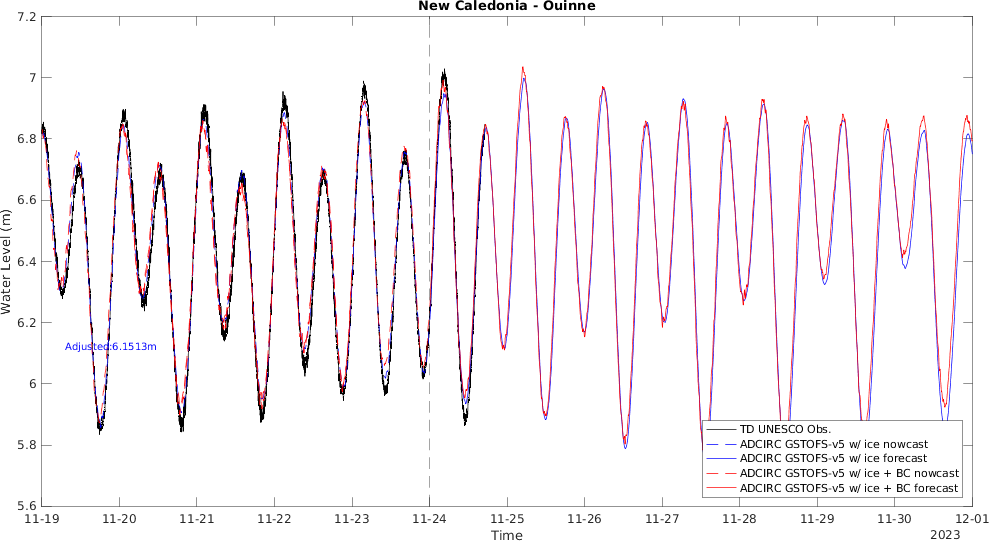 New Caledonia - Ouinne
7.2
7
6.8
6.6
6.4
6.2
6
5.8
5.6
Water Level (m)
Adjusted:6.1513m
TD UNESCO Obs.
ADCIRC GSTOFS-v5 w/ ice nowcast
ADCIRC GSTOFS-v5 w/ ice forecast
ADCIRC GSTOFS-v5 w/ ice + BC nowcast
ADCIRC GSTOFS-v5 w/ ice + BC forecast
11-19 11-20 11-21 11-22 11-23 11-24 11-25 11-26 11-27 11-28 11-29 11-30 12-01
Time
2023